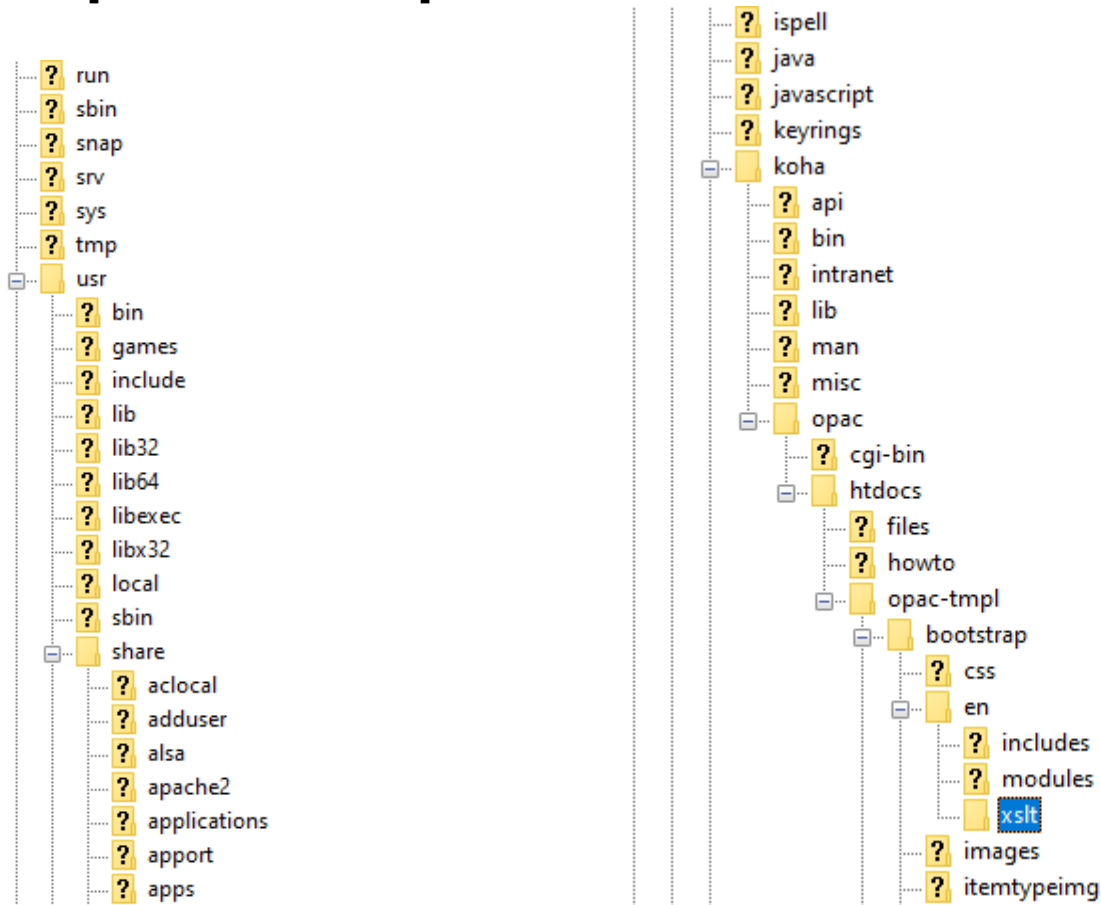 run
sbin
snap
srv
sys
tmp
usr
bin
games
include
lib
lib32
lib64
libexec
libx32
local
sbin
share
aclocal
adduser
alsa
apache2
applications
apport
apps
ispell
java
javascript
keyrings
koha
api
bin
intranet
lib
man
misc
opac
cgi-bin
htdocs
files
howto
opac-tmpl
bootstrap
css
en
includes
modules
xslt
images
itemtypeimg